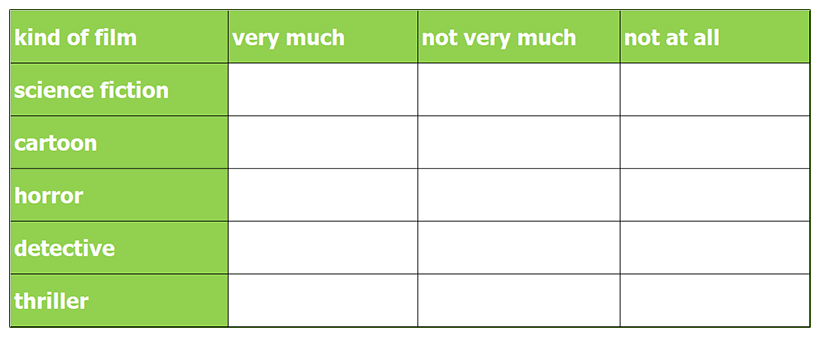 kind of film very much not very much not at all
science fiction
cartoon
horror
detective
thriller